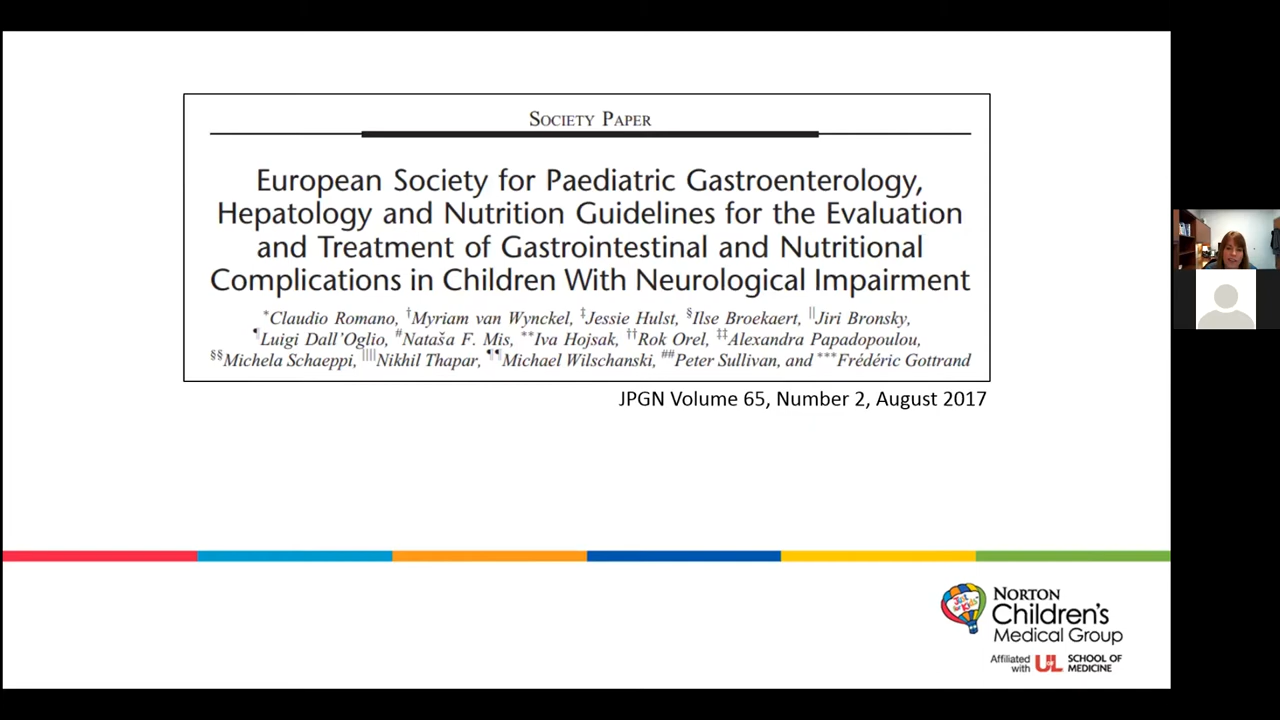 SOCIETY PAPER
European Society for Paediatric Gastroenterology,
Hepatology and Nutrition Guidelines for the Evaluation
and Treatment of Gastrointestinal and Nutritional
Complications in Children With Neurological Impairment
*Claudio Romano, †Myriam van Wynckel, ‡Jessie Hulst, §Ilse Broekaert, ||Jiri Bronsky,
¶Luigi Dall'Oglio, #Nataša F. Mis, **Iva Hojsak, ††Rok Orel, ‡‡Alexandra Papadopoulou,
§§Michela Schaeppi, ||||Nikhil Thapar, ¶¶Michael Wilschanski, ##Peter Sullivan, and ***Frédéric Gottrand
JPGN Volume 65, Number 2, August 2017
Just for Kids
NORTON
Children's
Medical Group
Affiliated with UL SCHOOL OF MEDICINE